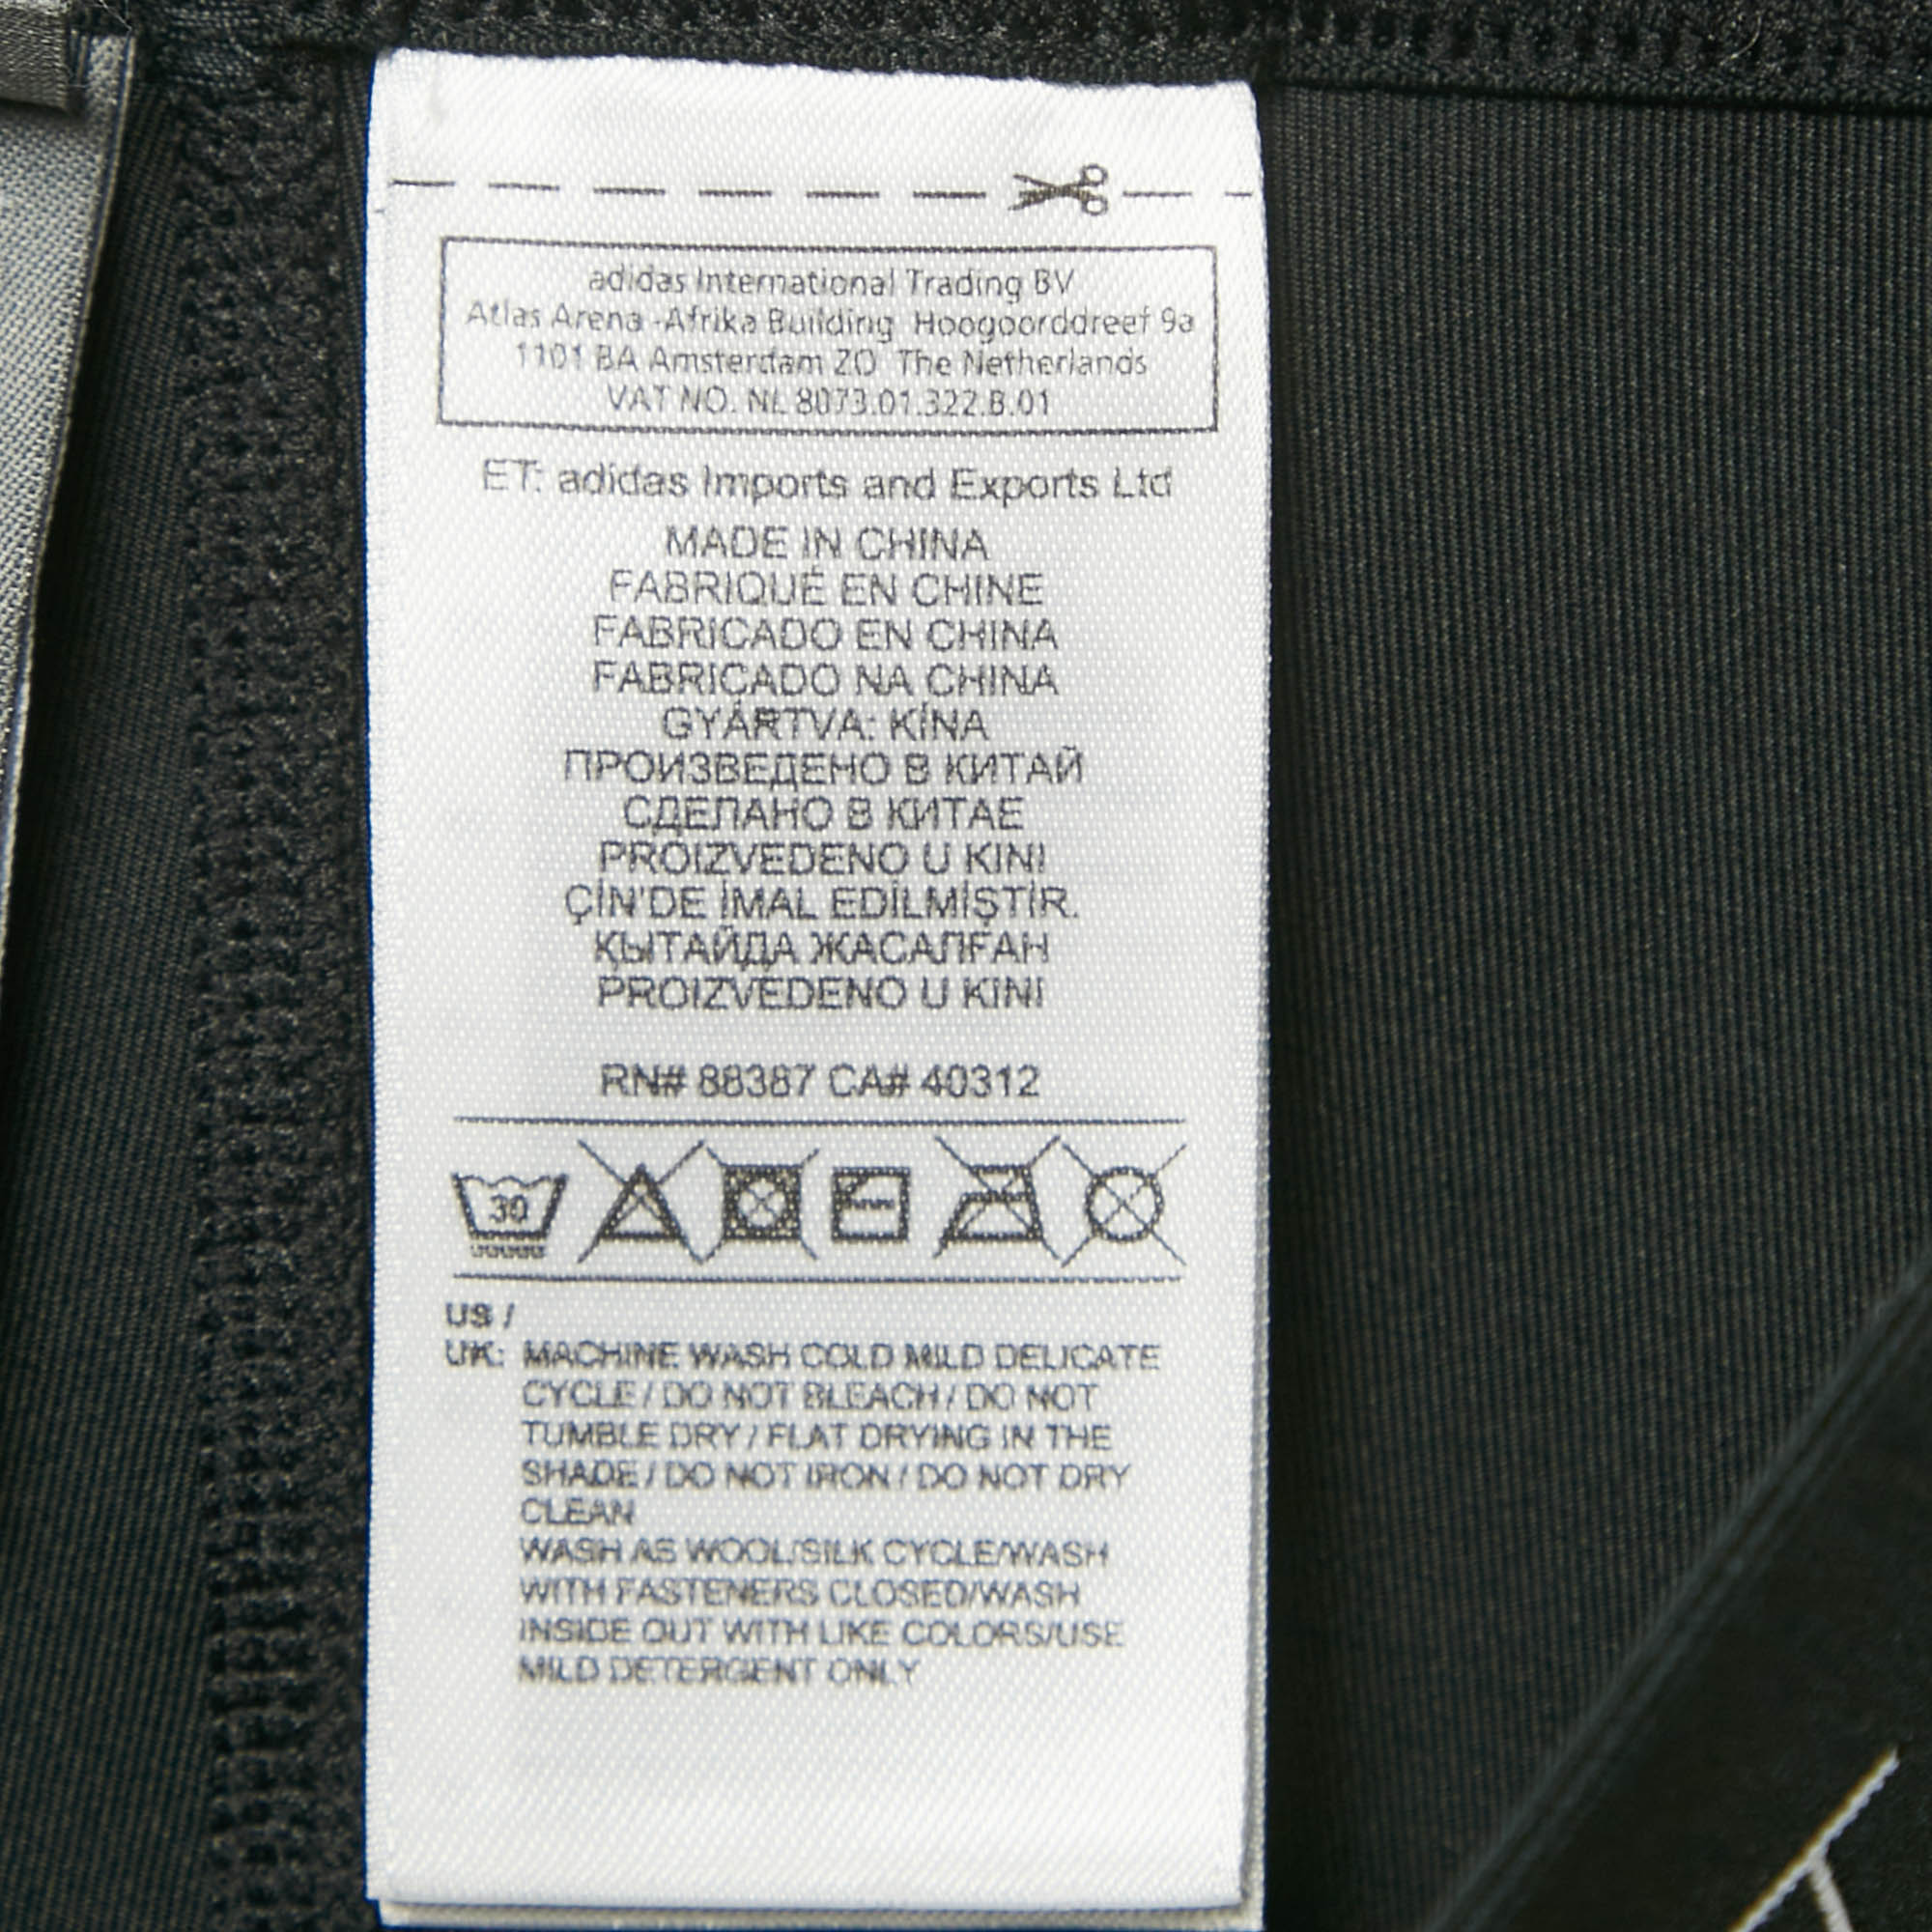 adidas International Trading BV
Atlas Arena -Afrika Building Hoogoorddreef 9a
1101 BA Amsterdam ZO The Netherlands
VAT NO. NL 8073.01.322.B.01
ET: adidas Imports and Exports Ltd
MADE IN CHINA
FABRIQUÉ EN CHINE
FABRICADO EN CHINA
FABRICADO NA CHINA
GYÁRTVA: KÍNA
ПРОИЗВЕДЕНО В КИТАЙ
СДЕЛАНО В КИТАЕ
PROIZVEDENO U KINI
ÇİN'DE İMAL EDİLMİŞTİR.
ҚЫТАЙДА ЖАСАЛҒАН
PROIZVEDENO U KINI
RN# 88387 CA# 40312
30
US /
UK: MACHINE WASH COLD MILD DELICATE
CYCLE / DO NOT BLEACH / DO NOT
TUMBLE DRY / FLAT DRYING IN THE
SHADE / DO NOT IRON / DO NOT DRY
CLEAN
WASH AS WOOL/SILK CYCLE/WASH
WITH FASTENERS CLOSED/WASH
INSIDE OUT WITH LIKE COLORS/USE
MILD DETERGENT ONLY